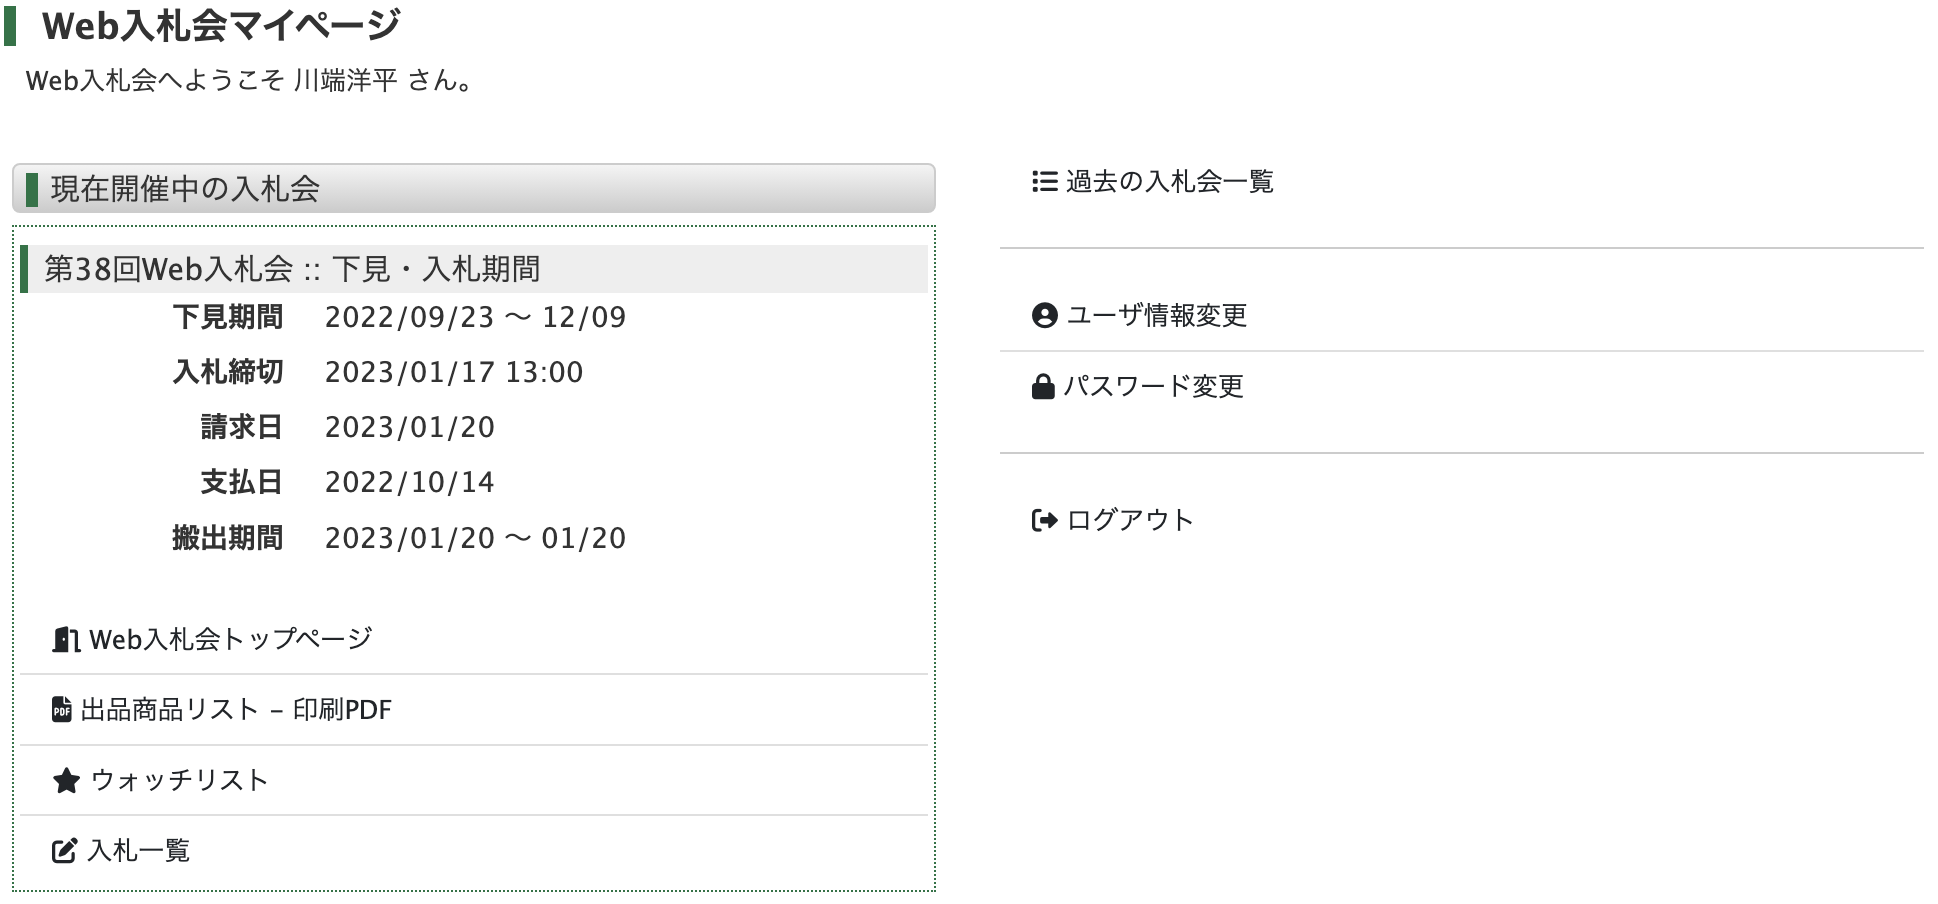 Web入札会マイページ
Web入札会へようこそ 川端洋平 さん。
現在開催中の入札会
第38回Web入札会 :: 下見・入札期間
下見期間 2022/09/23 〜 12/09
入札締切 2023/01/17 13:00
請求日 2023/01/20
支払日 2022/10/14
搬出期間 2023/01/20 〜 01/20
Web入札会トップページ
PDF 出品商品リスト - 印刷PDF
ウォッチリスト
入札一覧
過去の入札会一覧
ユーザ情報変更
パスワード変更
ログアウト